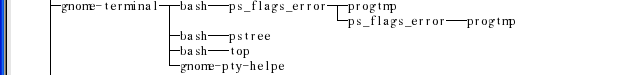 gnome-terminal bash ps_flags_error progtmp
ps_flags_error progtmp
bash pstree
bash top
gnome-pty-helpe